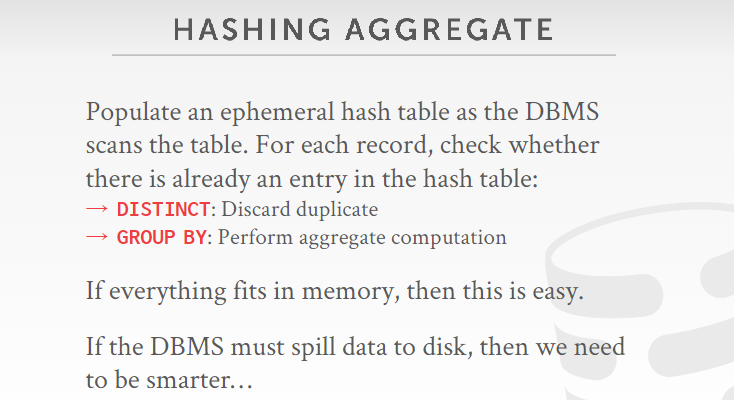 HASHING AGGREGATE
Populate an ephemeral hash table as the DBMS
scans the table. For each record, check whether
there is already an entry in the hash table:
→ DISTINCT: Discard duplicate
→ GROUP BY: Perform aggregate computation
If everything fits in memory, then this is easy.
If the DBMS must spill data to disk, then we need
to be smarter…